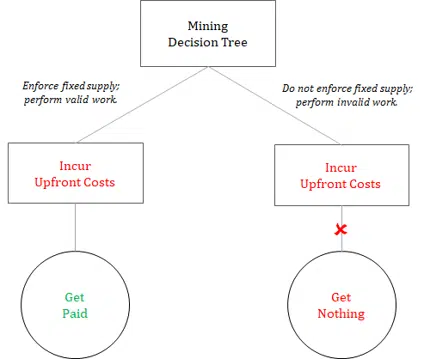 Mining
Decision Tree
Enforce fixed supply;
perform valid work.
Do not enforce fixed supply;
perform invalid work.
Incur
Upfront Costs
Incur
Upfront Costs
Get
Paid
Get
Nothing